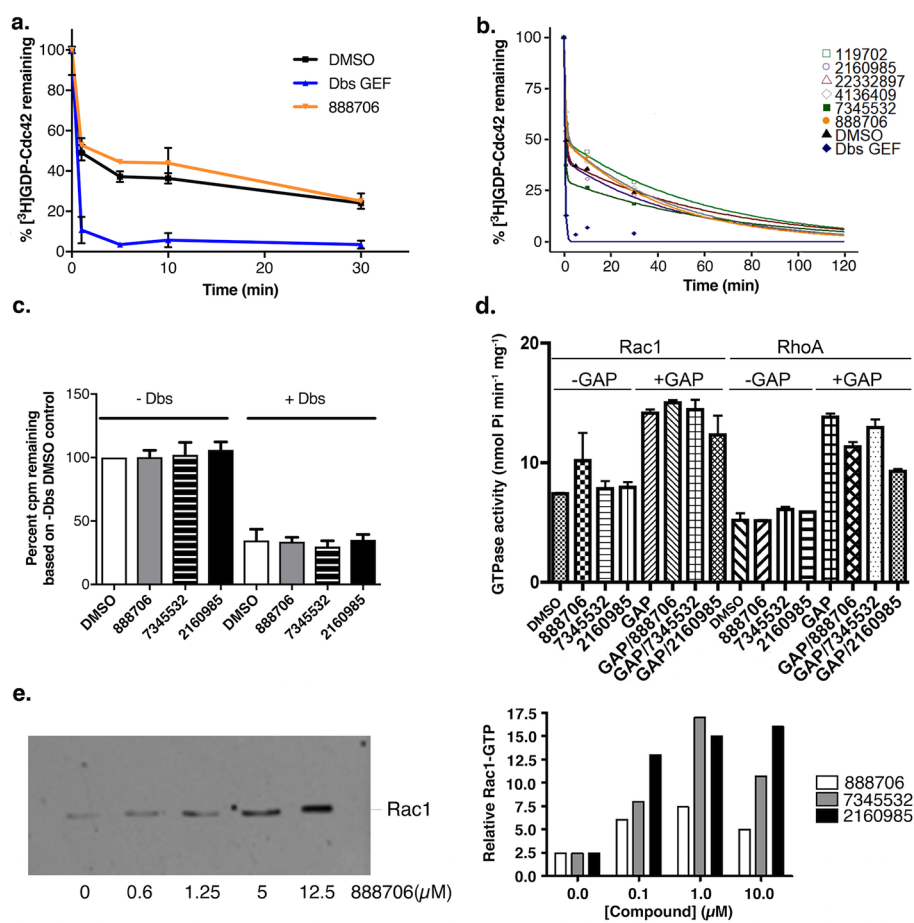 a.
% [³H]GDP-Cdc42 remaining
100
80
60
40
20
0
0
10
20
30
Time (min)
DMSO
Dbs GEF
888706
b.
% [³H]GDP-Cdc42 remaining
100
75
50
25
0
0
20
40
60
80
100
120
Time (min)
119702
2160985
22332897
4136409
7345532
888706
DMSO
Dbs GEF
c.
Percent cpm remaining
based on -Dbs DMSO control
150
100
50
0
- Dbs
+ Dbs
DMSO
888706
7345532
2160985
DMSO
888706
7345532
2160985
d.
GTPase activity (nmol Pi min⁻¹ mg⁻¹)
20
10
0
Rac1
RhoA
-GAP
+GAP
-GAP
+GAP
DMSO
888706
7345532
2160985
GAP
GAP/888706
GAP/7345532
GAP/2160985
DMSO
888706
7345532
2160985
GAP
GAP/888706
GAP/7345532
GAP/2160985
e.
Rac1
0 0.6 1.25 5 12.5 888706(µM)
Relative Rac1-GTP
17.5
15.0
12.5
10.0
7.5
5.0
2.5
0.0
0.0
0.1
1.0
10.0
[Compound] (µM)
888706
7345532
2160985